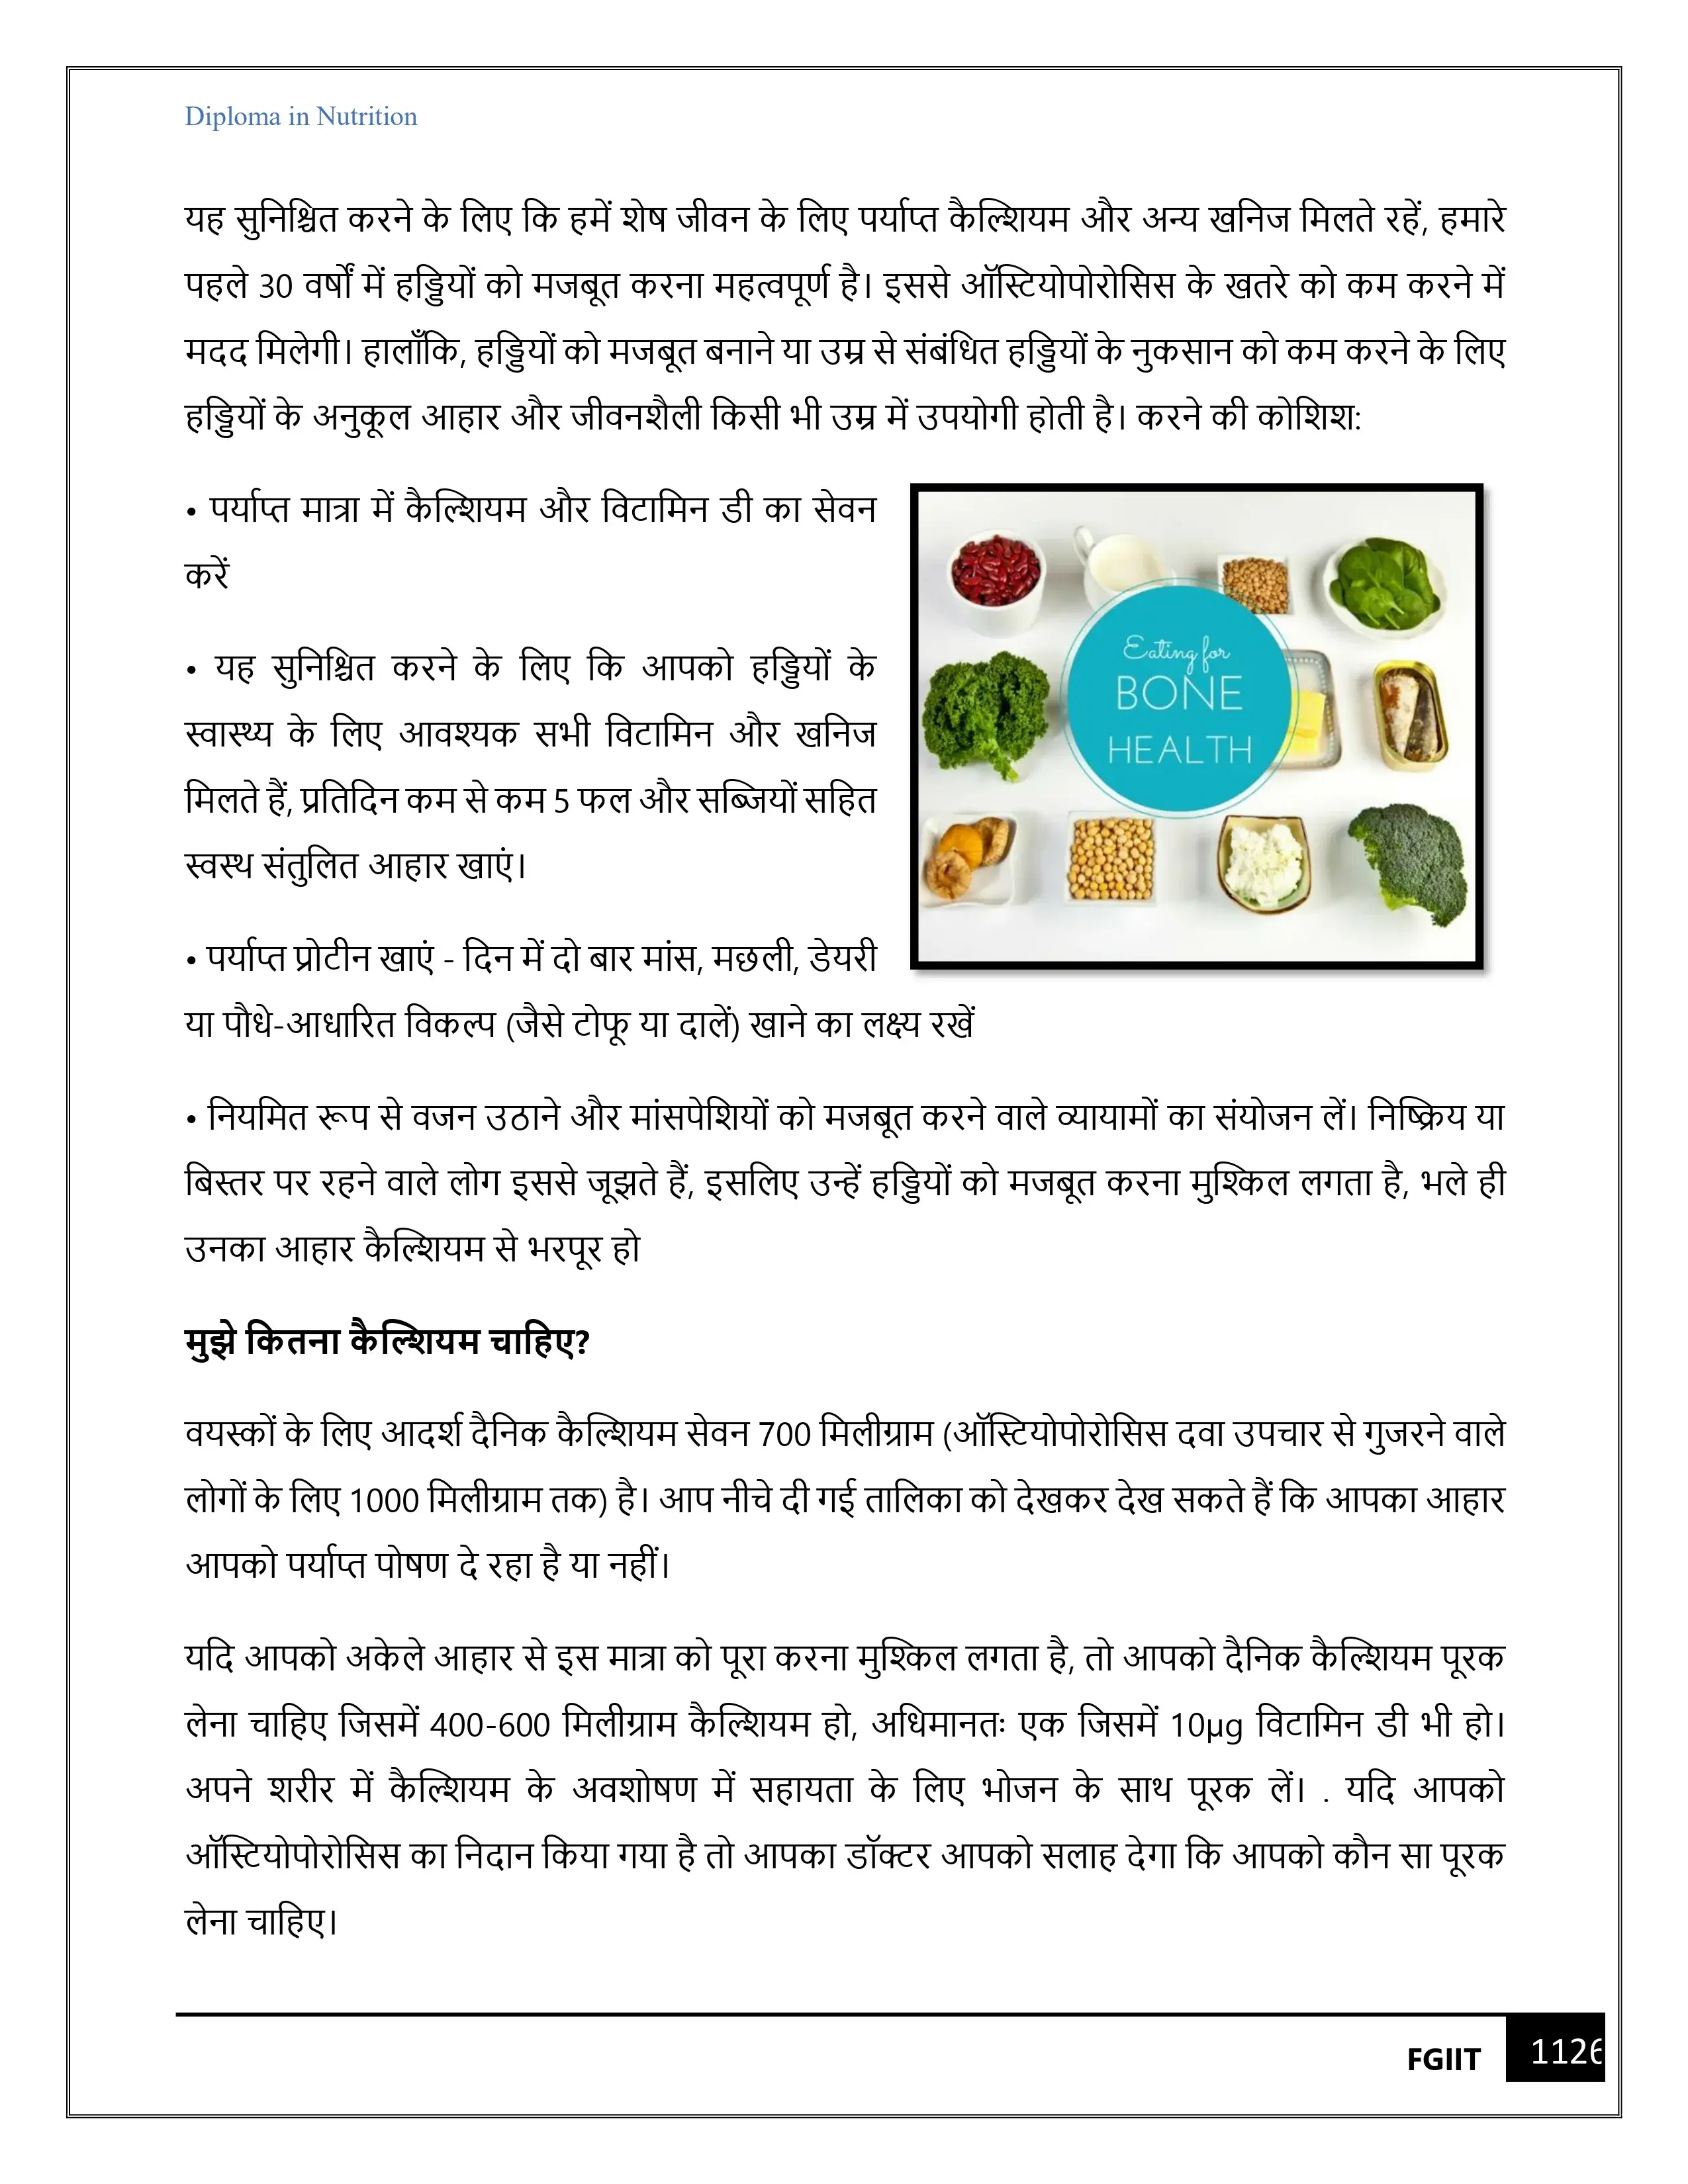 Diploma in Nutrition
यह सुनिश्चित करने के लिए कि हमें शेष जीवन के लिए पर्याप्त कैल्शियम और अन्य खनिज मिलते रहें, हमारे
पहले 30 वर्षों में हड्डियों को मजबूत करना महत्वपूर्ण है। इससे ऑस्टियोपोरोसिस के खतरे को कम करने में
मदद मिलेगी। हालाँकि, हड्डियों को मजबूत बनाने या उम्र से संबंधित हड्डियों के नुकसान को कम करने के लिए
हड्डियों के अनुकूल आहार और जीवनशैली किसी भी उम्र में उपयोगी होती है। करने की कोशिश:
• पर्याप्त मात्रा में कैल्शियम और विटामिन डी का सेवन
करें
• यह सुनिश्चित करने के लिए कि आपको हड्डियों के
स्वास्थ्य के लिए आवश्यक सभी विटामिन और खनिज
मिलते हैं, प्रतिदिन कम से कम 5 फल और सब्जियों सहित
स्वस्थ संतुलित आहार खाएं।
Eating for
BONE
HEALTH
• पर्याप्त प्रोटीन खाएं - दिन में दो बार मांस, मछली, डेयरी
या पौधे-आधारित विकल्प (जैसे टोफू या दालें) खाने का लक्ष्य रखें
• नियमित रूप से वजन उठाने और मांसपेशियों को मजबूत करने वाले व्यायामों का संयोजन लें। निष्क्रिय या
बिस्तर पर रहने वाले लोग इससे जूझते हैं, इसलिए उन्हें हड्डियों को मजबूत करना मुश्किल लगता है, भले ही
उनका आहार कैल्शियम से भरपूर हो
मुझे कितना कैल्शियम चाहिए?
वयस्कों के लिए आदर्श दैनिक कैल्शियम सेवन 700 मिलीग्राम (ऑस्टियोपोरोसिस दवा उपचार से गुजरने वाले
लोगों के लिए 1000 मिलीग्राम तक) है। आप नीचे दी गई तालिका को देखकर देख सकते हैं कि आपका आहार
आपको पर्याप्त पोषण दे रहा है या नहीं।
यदि आपको अकेले आहार से इस मात्रा को पूरा करना मुश्किल लगता है, तो आपको दैनिक कैल्शियम पूरक
लेना चाहिए जिसमें 400-600 मिलीग्राम कैल्शियम हो, अधिमानतः एक जिसमें 10µg विटामिन डी भी हो।
अपने शरीर में कैल्शियम के अवशोषण में सहायता के लिए भोजन के साथ पूरक लें। . यदि आपको
ऑस्टियोपोरोसिस का निदान किया गया है तो आपका डॉक्टर आपको सलाह देगा कि आपको कौन सा पूरक
लेना चाहिए।
FGIIT 1126